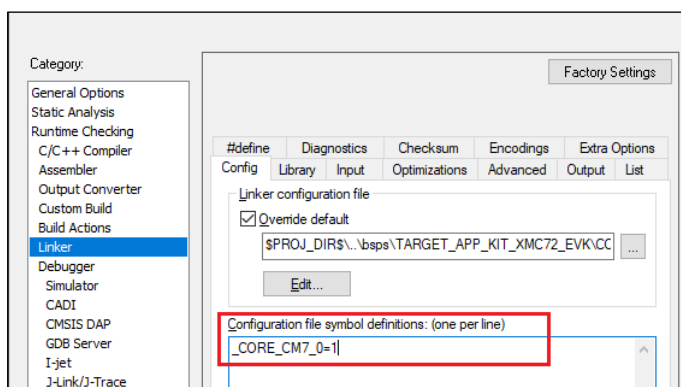 Category:
Factory Settings
General Options
Static Analysis
Runtime Checking
C/C++ Compiler
Assembler
Output Converter
Custom Build
Build Actions
Linker
Debugger
Simulator
CADI
CMSIS DAP
GDB Server
I-jet
J-Link/J-Trace
#define Diagnostics Checksum Encodings Extra Options
Config Library Input Optimizations Advanced Output List
Linker configuration file
Override default
$PROJ_DIR$\..\bsps\TARGET_APP_KIT_XMC72_EVK\CC
...
Edit...
Configuration file symbol definitions: (one per line)
_CORE_CM7_0=1